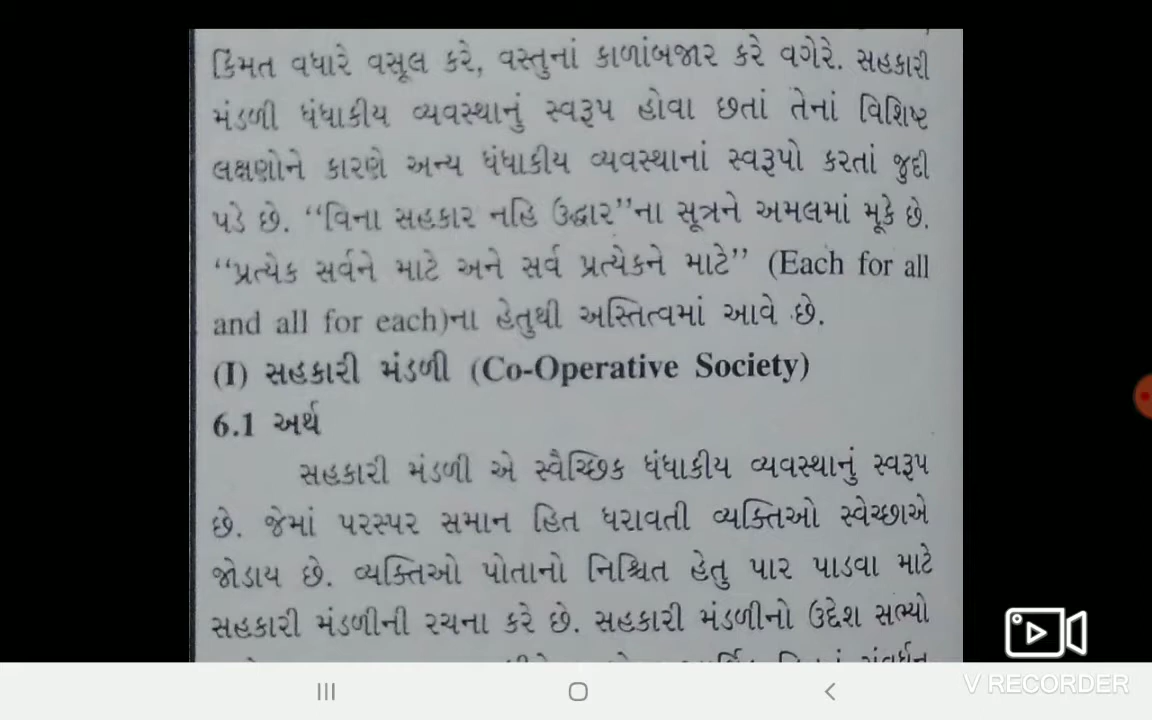 કિંમત વધારે વસૂલ કરે, વસ્તુનાં કાળાંબજાર કરે વગેરે. સહકારી
મંડળી ધંધાકીય વ્યવસ્થાનું સ્વરૂપ હોવા છતાં તેનાં વિશિષ્ટ
લક્ષણોને કારણે અન્ય ધંધાકીય વ્યવસ્થાનાં સ્વરૂપો કરતાં જુદી
પડે છે. ‘‘વિના સહકાર નહિ ઉદ્ધાર’’ના સૂત્રને અમલમાં મૂકે છે.
‘‘પ્રત્યેક સર્વને માટે અને સર્વ પ્રત્યેકને માટે’’ (Each for all
and all for each)ના હેતુથી અસ્તિત્વમાં આવે છે.
(I) સહકારી મંડળી (Co-Operative Society)
6.1 અર્થ
સહકારી મંડળી એ સ્વૈચ્છિક ધંધાકીય વ્યવસ્થાનું સ્વરૂપ
છે. જેમાં પરસ્પર સમાન હિત ધરાવતી વ્યક્તિઓ સ્વેચ્છાએ
જોડાય છે. વ્યક્તિઓ પોતાનો નિશ્ચિત હેતુ પાર પાડવા માટે
સહકારી મંડળીની રચના કરે છે. સહકારી મંડળીનો ઉદ્દેશ સભ્યો
V RECORDER